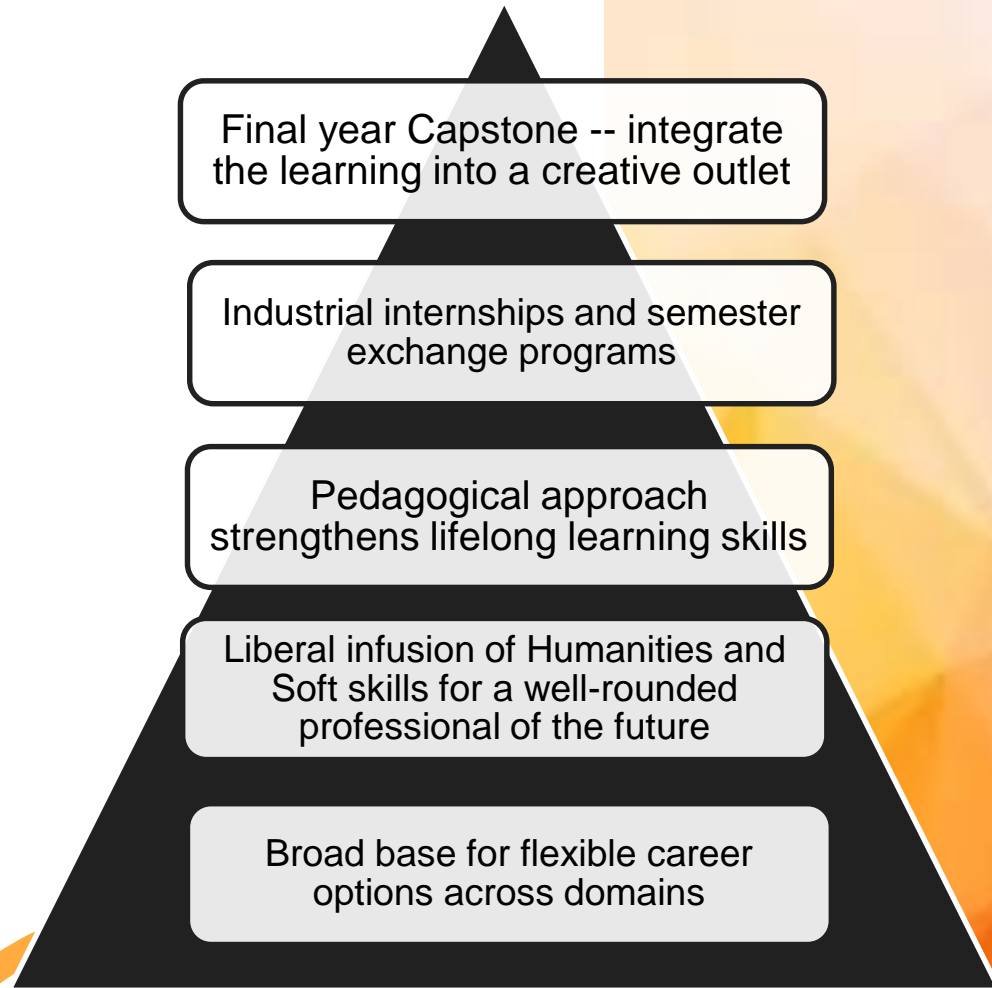 Final year Capstone -- integrate
the learning into a creative outlet
Industrial internships and semester
exchange programs
Pedagogical approach
strengthens lifelong learning skills
Liberal infusion of Humanities and
Soft skills for a well-rounded
professional of the future
Broad base for flexible career
options across domains